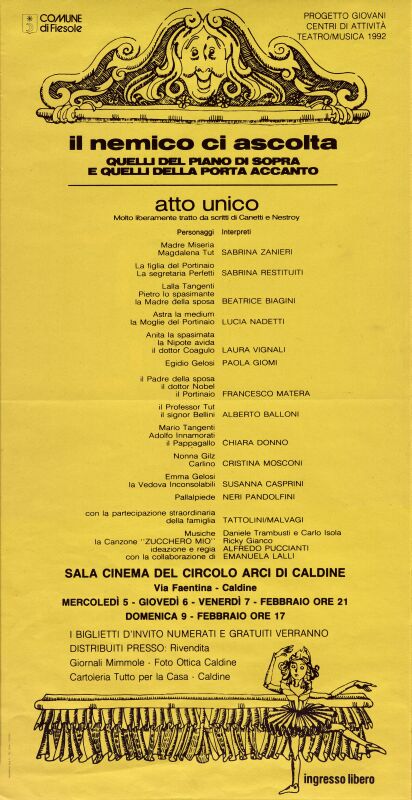 COMUNE
di Fiesole
PROGETTO GIOVANI
CENTRI DI ATTIVITÀ
TEATRO/MUSICA 1992
il nemico ci ascolta
QUELLI DEL PIANO DI SOPRA
E QUELLI DELLA PORTA ACCANTO
atto unico
Molto liberamente tratto da scritti di Canetti e Nestroy
Personaggi Interpreti
Madre Miseria
Magdalena Tut SABRINA ZANIERI
La figlia del Portinaio
La segretaria Perfetti SABRINA RESTITUITI
Lalla Tangenti
Pietro lo spasimante
la Madre della sposa BEATRICE BIAGINI
Astra la medium
la Moglie del Portinaio LUCIA NADETTI
Anita la spasimata
la Nipote avida
il dottor Coagulo LAURA VIGNALI
Egidio Gelosi PAOLA GIOMI
il Padre della sposa
il dottor Nobel
il Portinaio FRANCESCO MATERA
il Professor Tut
il signor Bellini ALBERTO BALLONI
Mario Tangenti
Adolfo Innamorati
il Pappagallo CHIARA DONNO
Nonna Gilz
Carlino CRISTINA MOSCONI
Emma Gelosi
la Vedova Inconsolabili SUSANNA CASPRINI
Pallalpiede NERI PANDOLFINI
con la partecipazione straordinaria
della famiglia TATTOLINI/MALVAGI
Musiche Daniele Trambusti e Carlo Isola
la Canzone "ZUCCHERO MIO" Ricky Gianco
ideazione e regia ALFREDO PUCCIANTI
con la collaborazione di EMANUELA LALLI
SALA CINEMA DEL CIRCOLO ARCI DI CALDINE
Via Faentina - Caldine
MERCOLEDÌ 5 - GIOVEDÌ 6 - VENERDÌ 7 - FEBBRAIO ORE 21
DOMENICA 9 - FEBBRAIO ORE 17
I BIGLIETTI D'INVITO NUMERATI E GRATUITI VERRANNO
DISTRIBUITI PRESSO: Rivendita
Giornali Mimmole - Foto Ottica Caldine
Cartoieria Tutto per la Casa - Caldine
ingresso libero